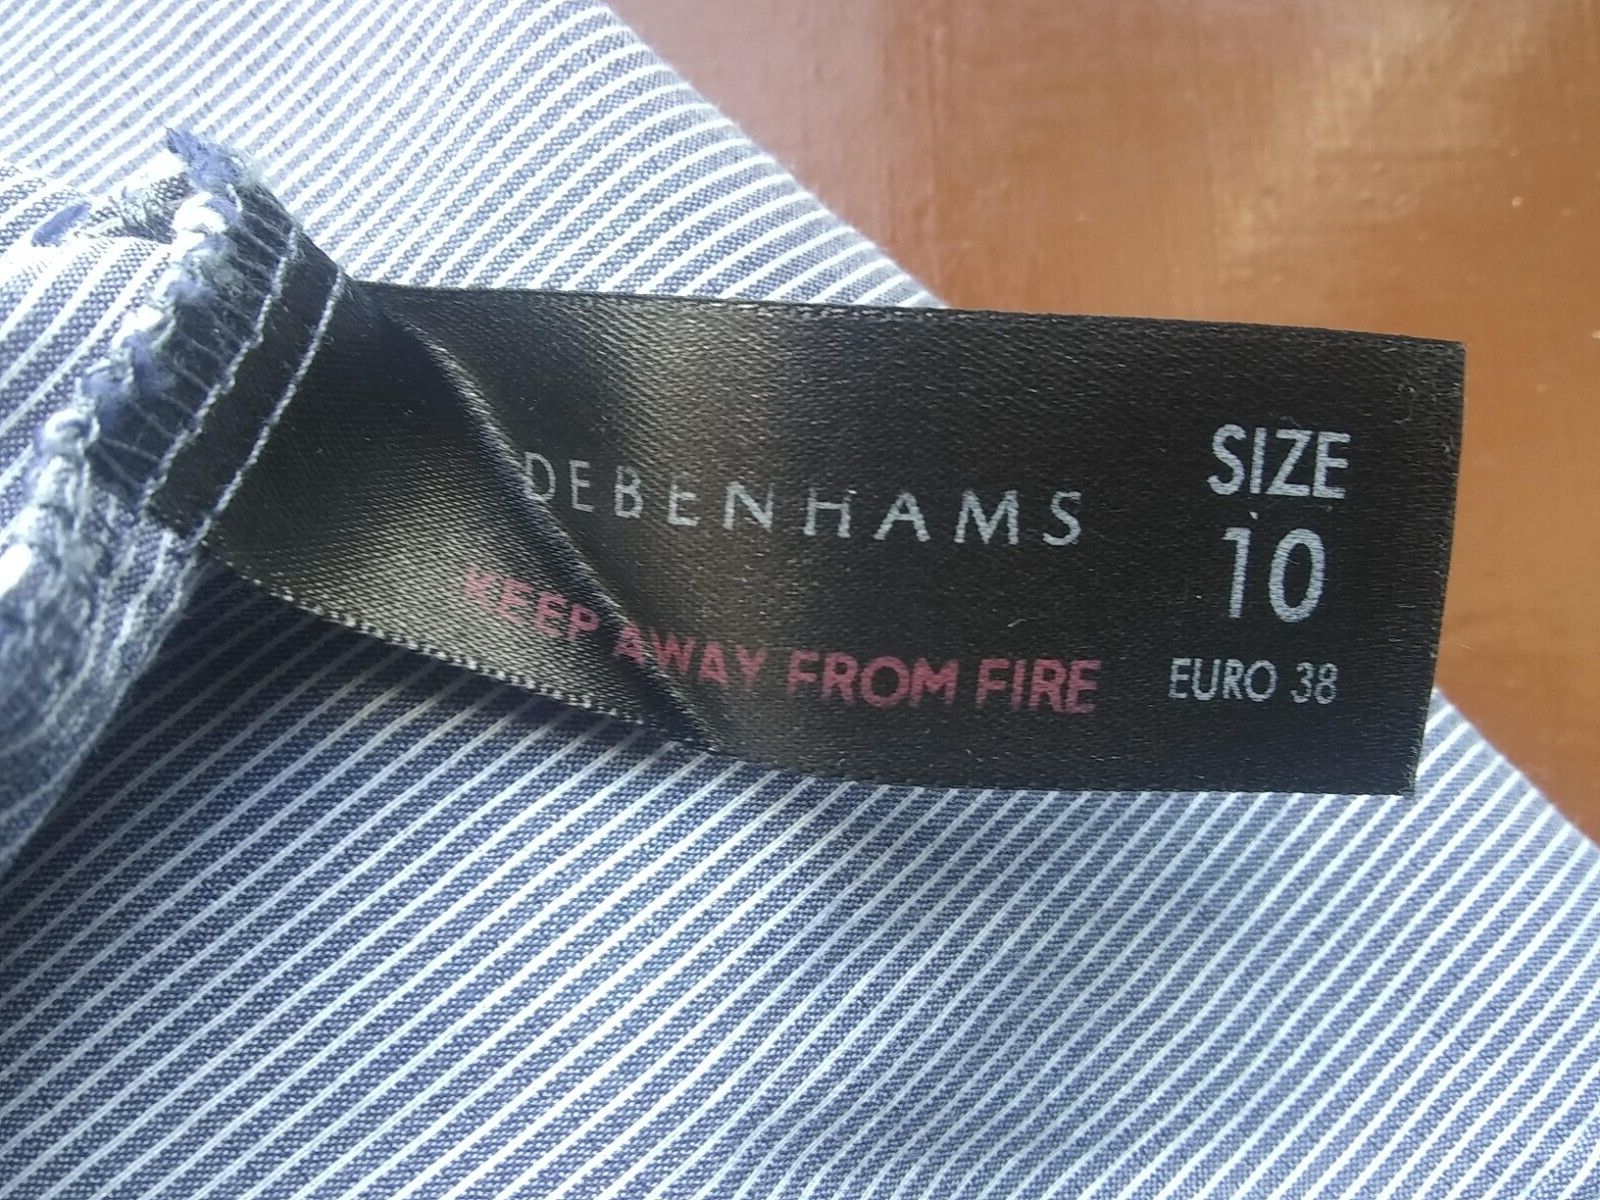 DEBENHAMS
KEEP AWAY FROM FIRE
SIZE
10
EURO 38